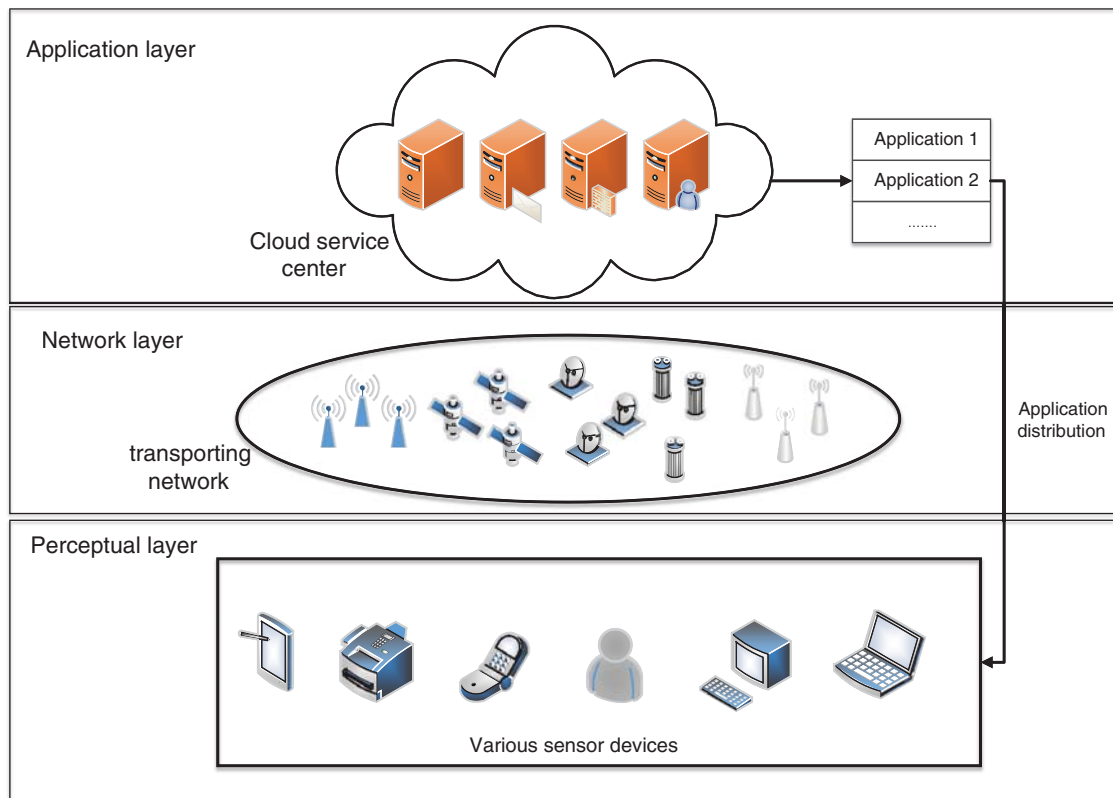 Application layer
Application 1
Application 2
.......
Cloud service
center
Network layer
transporting
network
Application
distribution
Perceptual layer
Various sensor devices